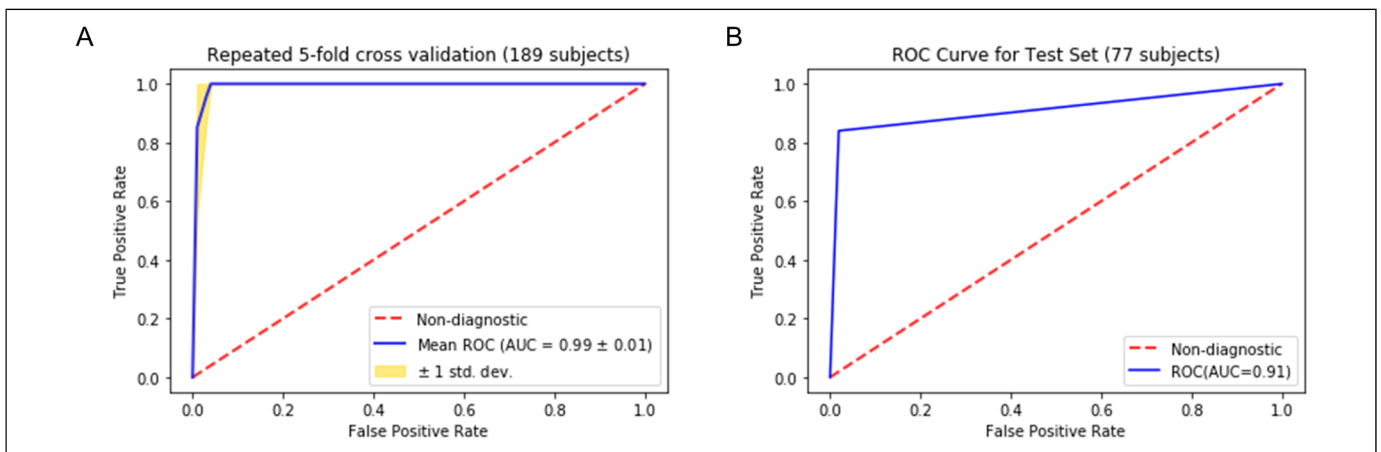 A
Repeated 5-fold cross validation (189 subjects)
True Positive Rate
1.0
0.8
0.6
0.4
0.2
0.0
Non-diagnostic
Mean ROC (AUC = 0.99 ± 0.01)
± 1 std. dev.
0.0 0.2 0.4 0.6 0.8 1.0
False Positive Rate
B
ROC Curve for Test Set (77 subjects)
True Positive Rate
1.0
0.8
0.6
0.4
0.2
0.0
Non-diagnostic
ROC(AUC=0.91)
0.0 0.2 0.4 0.6 0.8 1.0
False Positive Rate